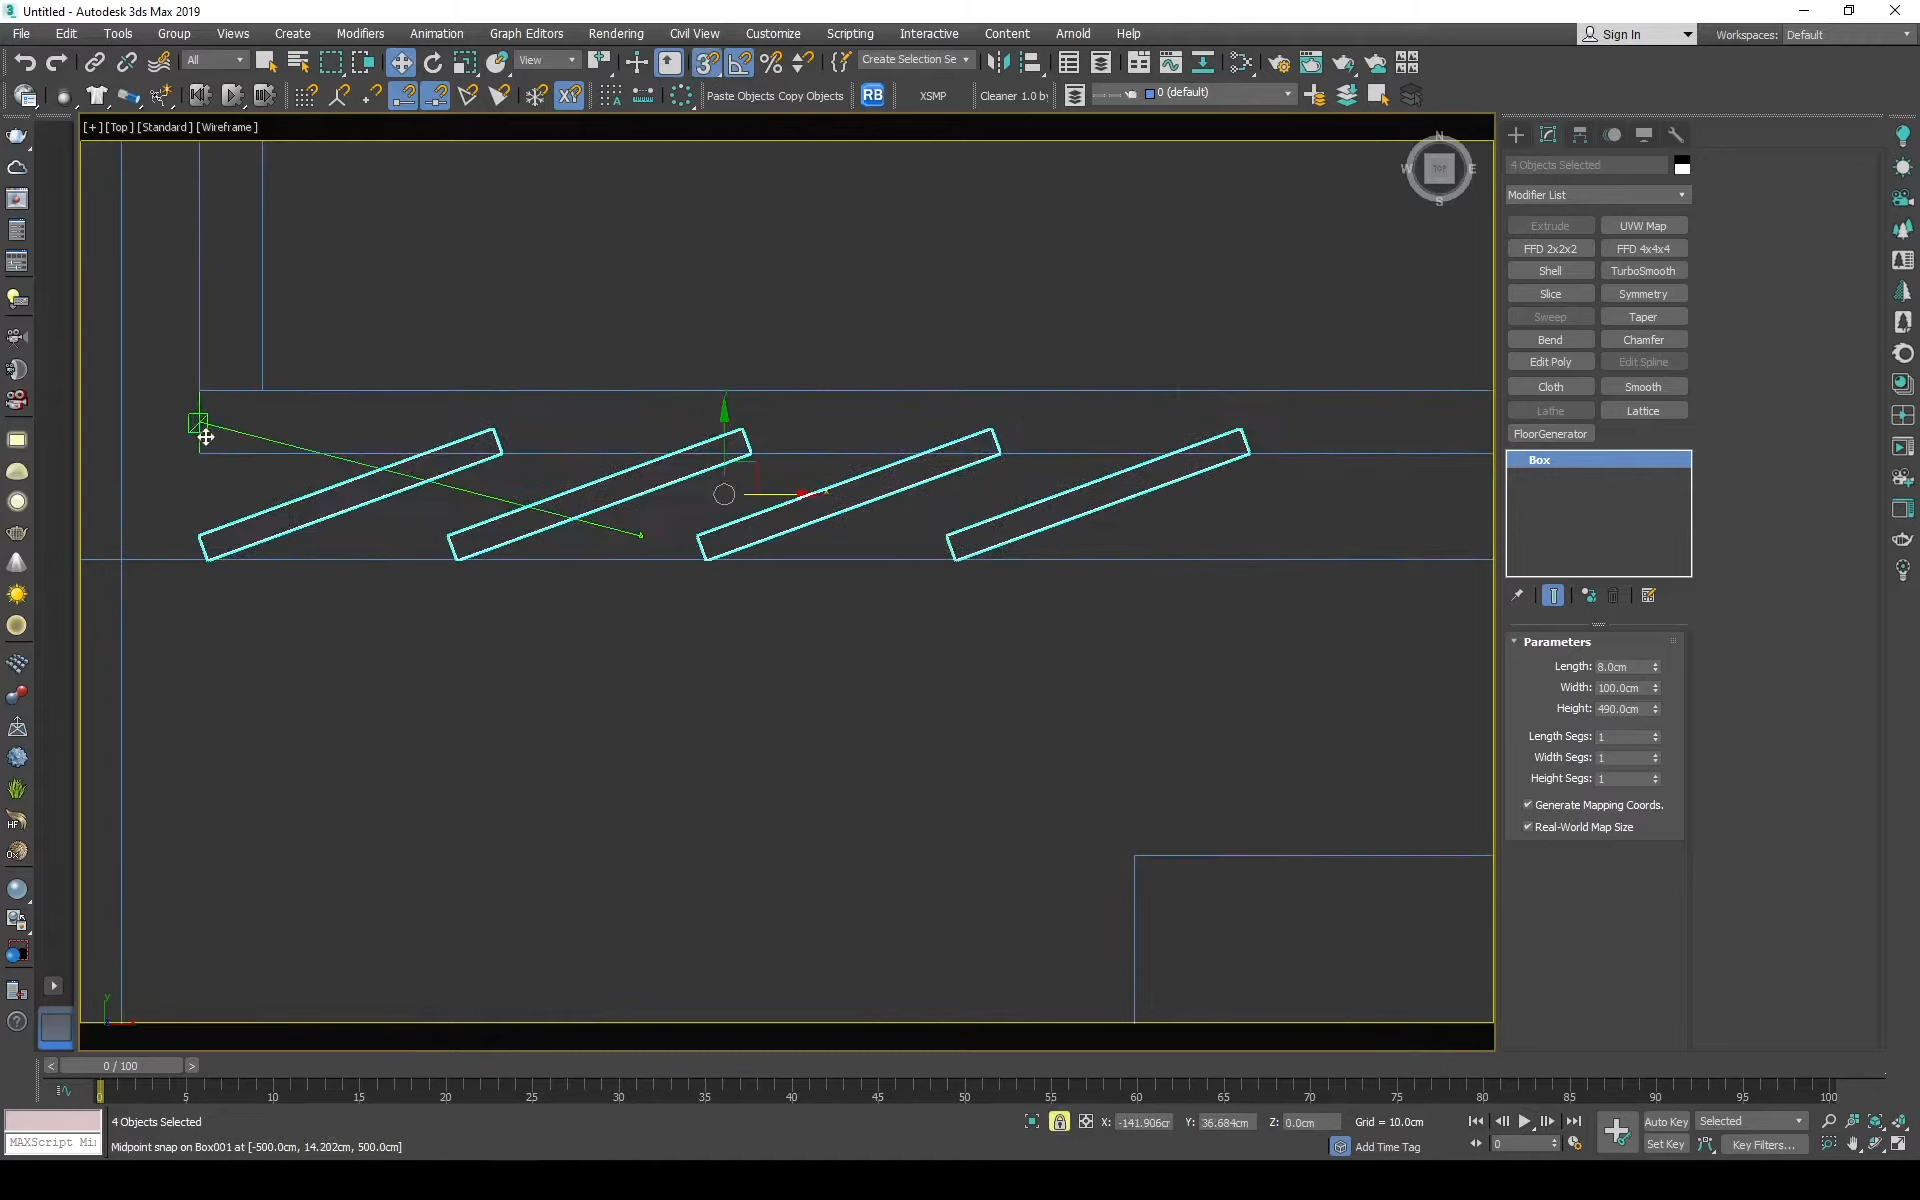 Untitled - Autodesk 3ds Max 2019
File Edit Tools Group Views Create Modifiers Animation Graph Editors Rendering Civil View Customize Scripting Interactive Content Arnold Help
Sign In Workspaces: Default
All View Create Selection Se
Paste Objects Copy Objects RB XSMP Cleaner 1.0 by 0 (default)
[+] [Top] [Standard] [Wireframe]
N
W TOP E
S
4 Objects Selected
Modifier List
Extrude UVW Map
FFD 2x2x2 FFD 4x4x4
Shell TurboSmooth
Slice Symmetry
Sweep Taper
Bend Chamfer
Edit Poly Edit Spline
Cloth Smooth
Lathe Lattice
FloorGenerator
Box
Parameters
Length: 8.0cm
Width: 100.0cm
Height: 490.0cm
Length Segs: 1
Width Segs: 1
Height Segs: 1
Generate Mapping Coords.
Real-World Map Size
x
y
HF
< 0 / 100 >
0 5 10 15 20 25 30 35 40 45 50 55 60 65 70 75 80 85 90 95 100
4 Objects Selected X: -141.906cr Y: 36.684cm Z: 0.0cm Grid = 10.0cm Auto Key Selected
MAXScript Mi Midpoint snap on Box001 at [-500.0cm, 14.202cm, 500.0cm] Add Time Tag 0 Set Key Key Filters...